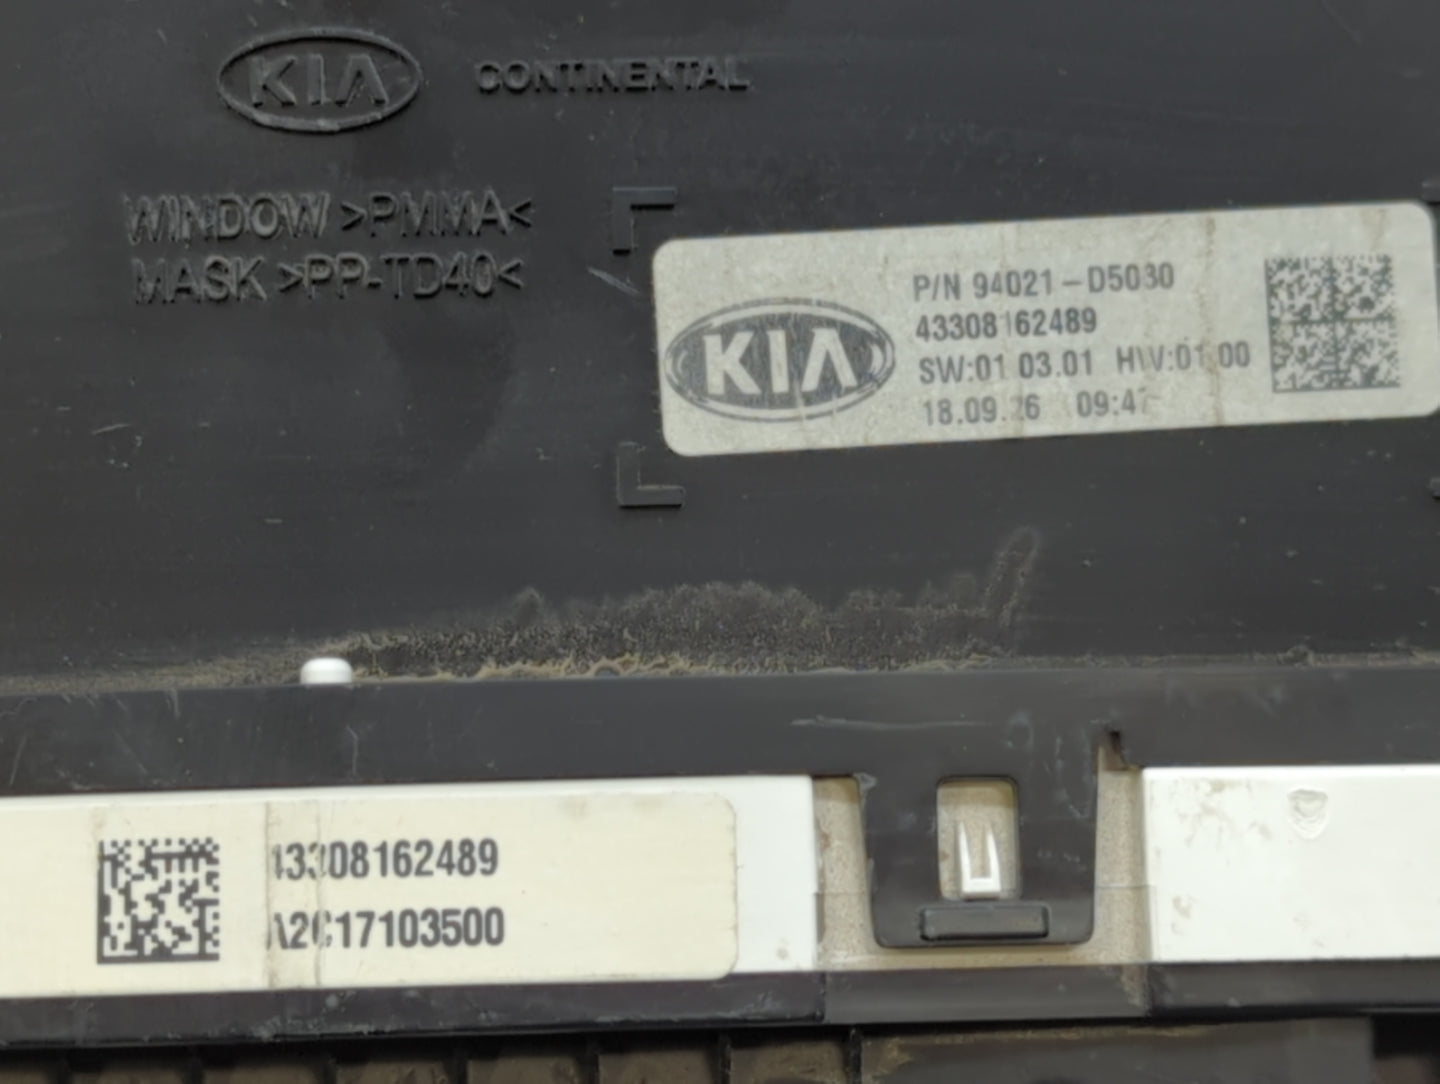 KIA
CONTINENTAL
WINDOW >PMMA<
MASK >PP-TD40<
KIA
P/N 94021-D5030
43308162489
SW:01 03.01 HW:01.00
18.09.26 09:47
43308162489
A2C17103500